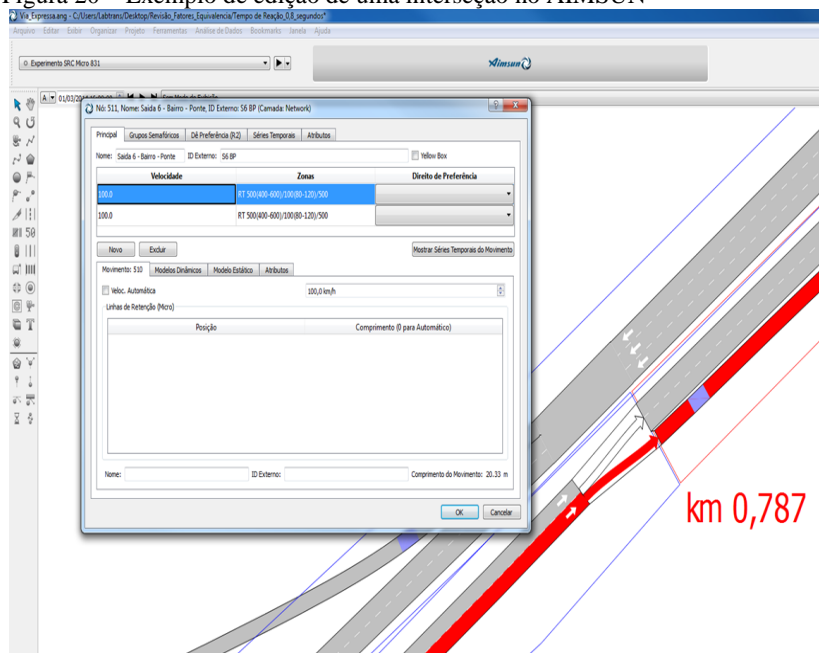 Figura 20 – Exemplo de edição de uma interseção no AIMSUN
Via_Expressa.ang - C:/Users/Labtrans/Desktop/Revisão_Fatores_Equivalencia/Tempo de Reação_0,8_segundos*
Arquivo Editar Exibir Organizar Projeto Ferramentas Análise de Dados Bookmarks Janela Ajuda
Experimento SRC Micro 831
Aimsun
A 01/03/20
Nó: 511, Nome: Saida 6 - Bairro - Ponte, ID Externo: S6 BP (Camada: Network)
Principal Grupos Semafóricos Dê Preferência (R2) Séries Temporais Atributos
Nome: Saida 6 - Bairro - Ponte ID Externo: S6 BP Yellow Box
Velocidade Zonas Direito de Preferência
100.0 RT 500(400-600)/100(80-120)/500
100.0 RT 500(400-600)/100(80-120)/500
Novo Excluir Mostrar Séries Temporais do Movimento
Movimento: 510 Modelos Dinâmicos Modelo Estático Atributos
Veloc. Automática 100,0 km/h
Linhas de Retenção (Micro)
Posição Comprimento (0 para Automático)
Nome: ID Externo: Comprimento do Movimento: 20.33 m
OK Cancelar
50
km 0,787